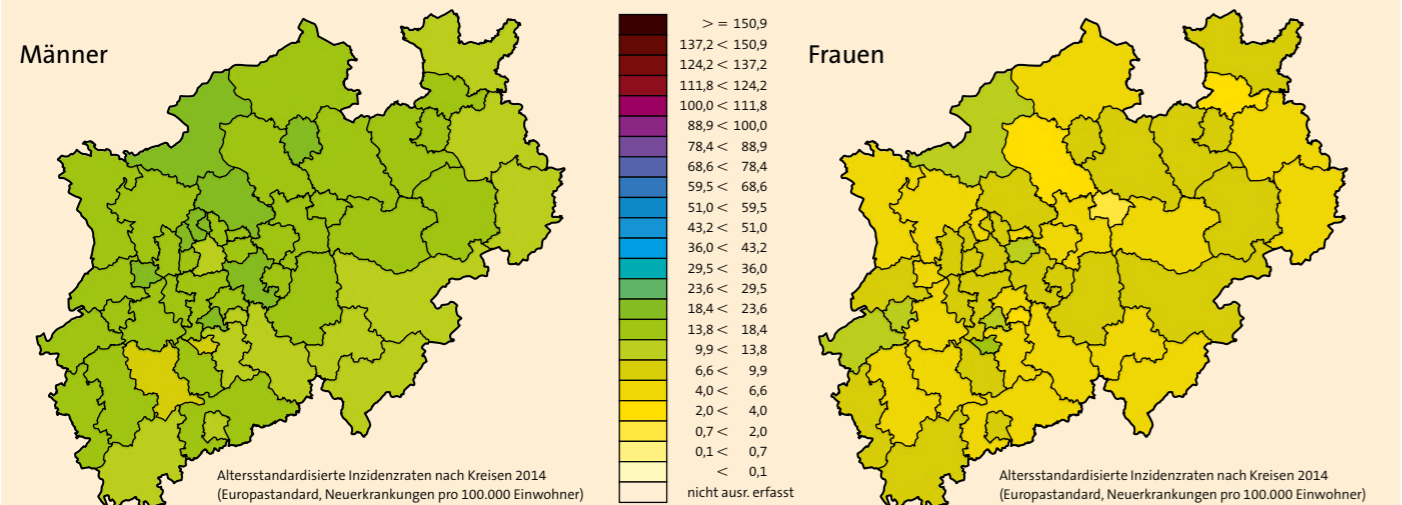 Männer
> = 150,9
137,2 < 150,9
124,2 < 137,2
111,8 < 124,2
100,0 < 111,8
88,9 < 100,0
78,4 < 88,9
68,6 < 78,4
59,5 < 68,6
51,0 < 59,5
43,2 < 51,0
36,0 < 43,2
29,5 < 36,0
23,6 < 29,5
18,4 < 23,6
13,8 < 18,4
9,9 < 13,8
6,6 < 9,9
4,0 < 6,6
2,0 < 4,0
0,7 < 2,0
0,1 < 0,7
< 0,1
nicht ausr. erfasst
Altersstandardisierte Inzidenzraten nach Kreisen 2014
(Europastandard, Neuerkrankungen pro 100.000 Einwohner)
Frauen
Altersstandardisierte Inzidenzraten nach Kreisen 2014
(Europastandard, Neuerkrankungen pro 100.000 Einwohner)